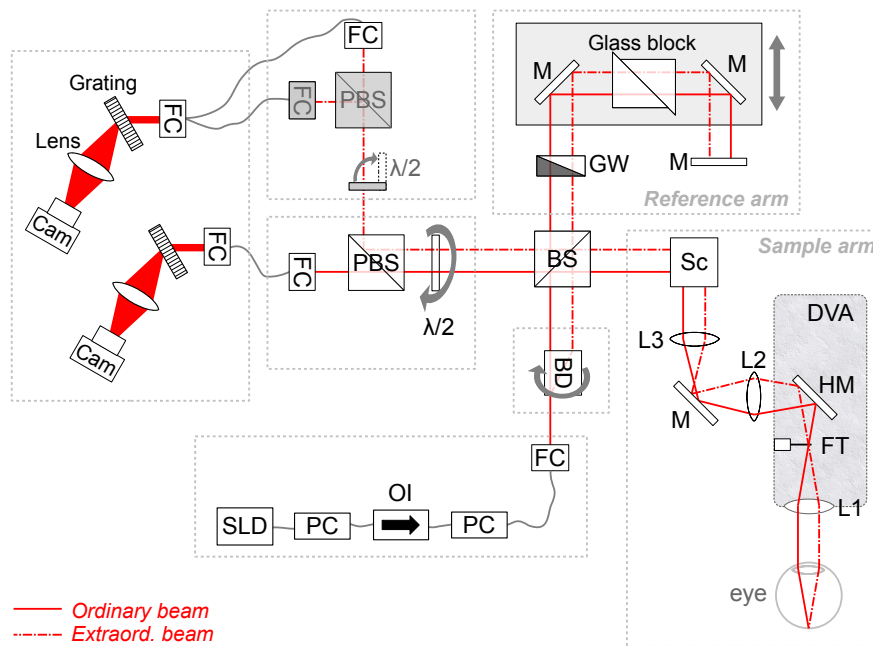 FC
Grating
FC
Lens
Cam
FC
PBS
λ/2
Glass block
M
M
GW
M
Reference arm
FC
Cam
FC
PBS
λ/2
BS
Sc
Sample arm
DVA
L3
L2
HM
M
FT
L1
BD
FC
OI
SLD
PC
PC
eye
Ordinary beam
Extraord. beam